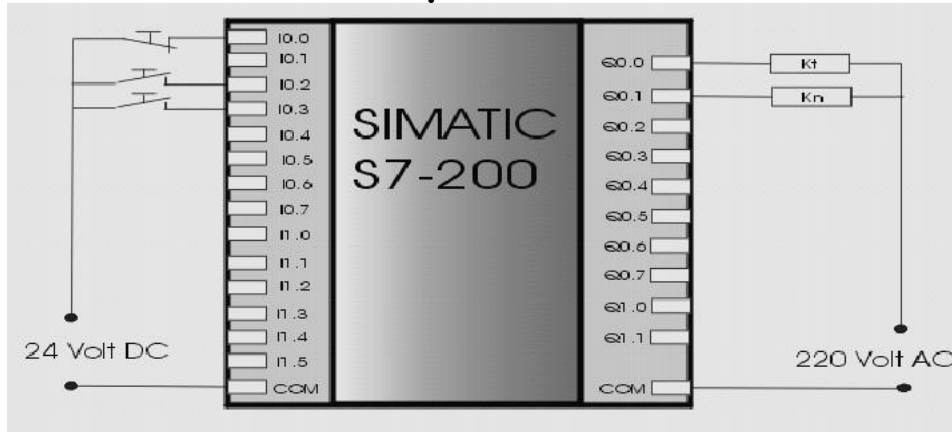 I0.0
I0.1
I0.2
I0.3
I0.4
I0.5
I0.6
I0.7
I1.0
I1.1
I1.2
I1.3
I1.4
I1.5
COM
24 Volt DC
SIMATIC
S7-200
Q0.0
Q0.1
Q0.2
Q0.3
Q0.4
Q0.5
Q0.6
Q0.7
Q1.0
Q1.1
COM
Kt
Kn
220 Volt AC